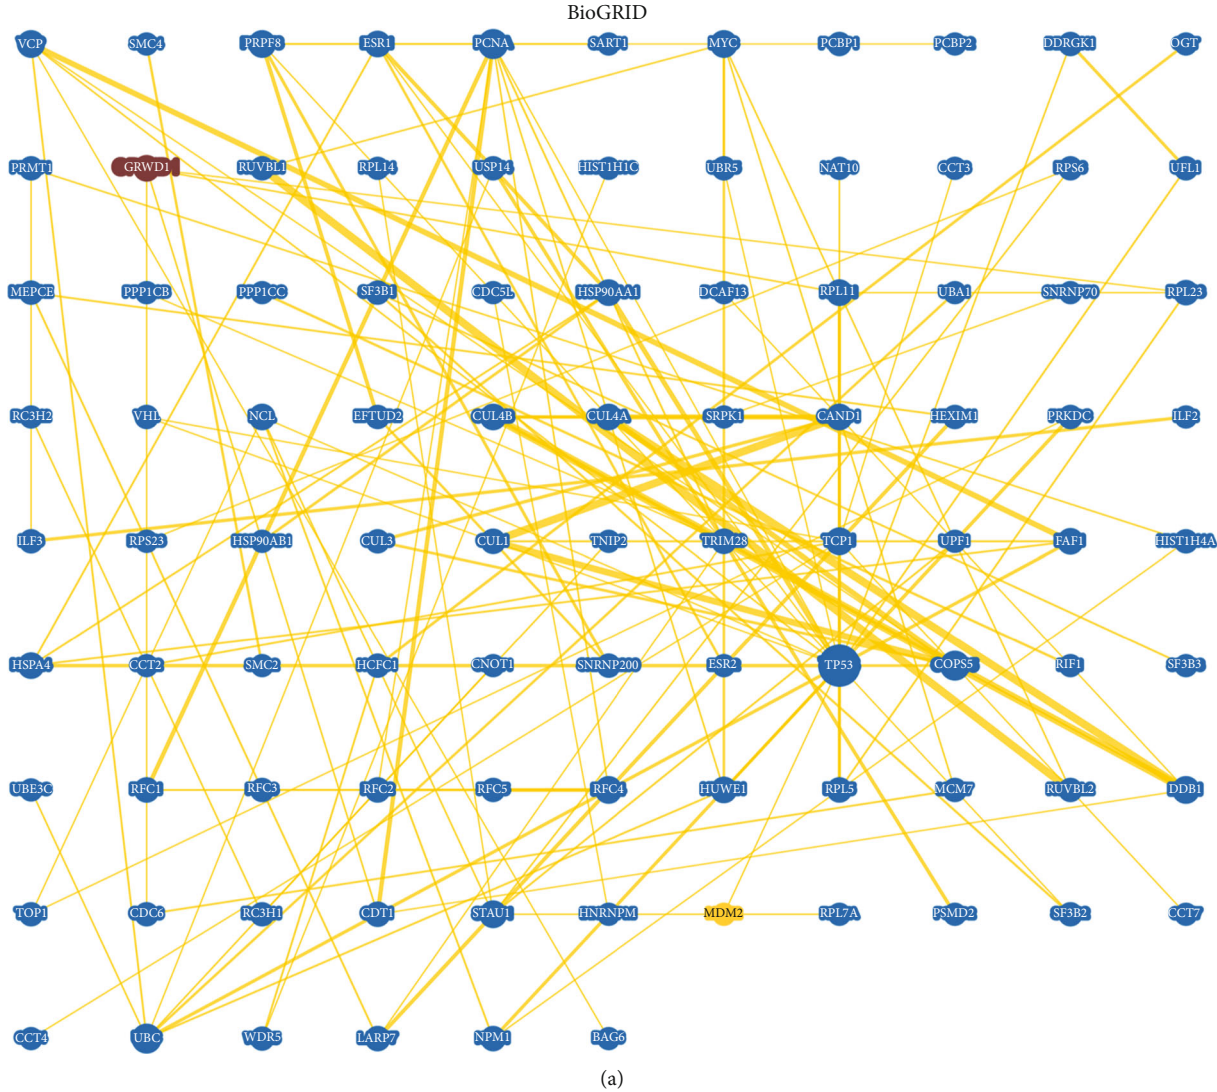 BioGRID
VCP SMC4 PRPF8 ESR1 PCNA SART1 MYC PCBP1 PCBP2 DDRGK1 OGT
PRMT1 GRWD1 RUVBL1 RPL14 USP14 HIST1H1C UBR5 NAT10 CCT3 RPS6 UFL1
MEPCE PPP1CB PPP1CC SF3B1 CDC5L HSP90AA1 DCAF13 RPL11 UBA1 SNRNP70 RPL23
RC3H2 VHL NCL EFTUD2 CUL4B CUL4A SRPK1 CAND1 HEXIM1 PRKDC ILF2
ILF3 RPS23 HSP90AB1 CUL3 CUL1 TNIP2 TRIM28 TCP1 UPF1 FAF1 HIST1H4A
HSPA4 CCT2 SMC2 HCFC1 CNOT1 SNRNP200 ESR2 TP53 COPS5 RIF1 SF3B3
UBE3C RFC1 RFC3 RFC2 RFC5 RFC4 HUWE1 RPL5 MCM7 RUVBL2 DDB1
TOP1 CDC6 RC3H1 CDT1 STAU1 HNRNPM MDM2 RPL7A PSMD2 SF3B2 CCT7
CCT4 UBC WDR5 LARP7 NPM1 BAG6
(a)